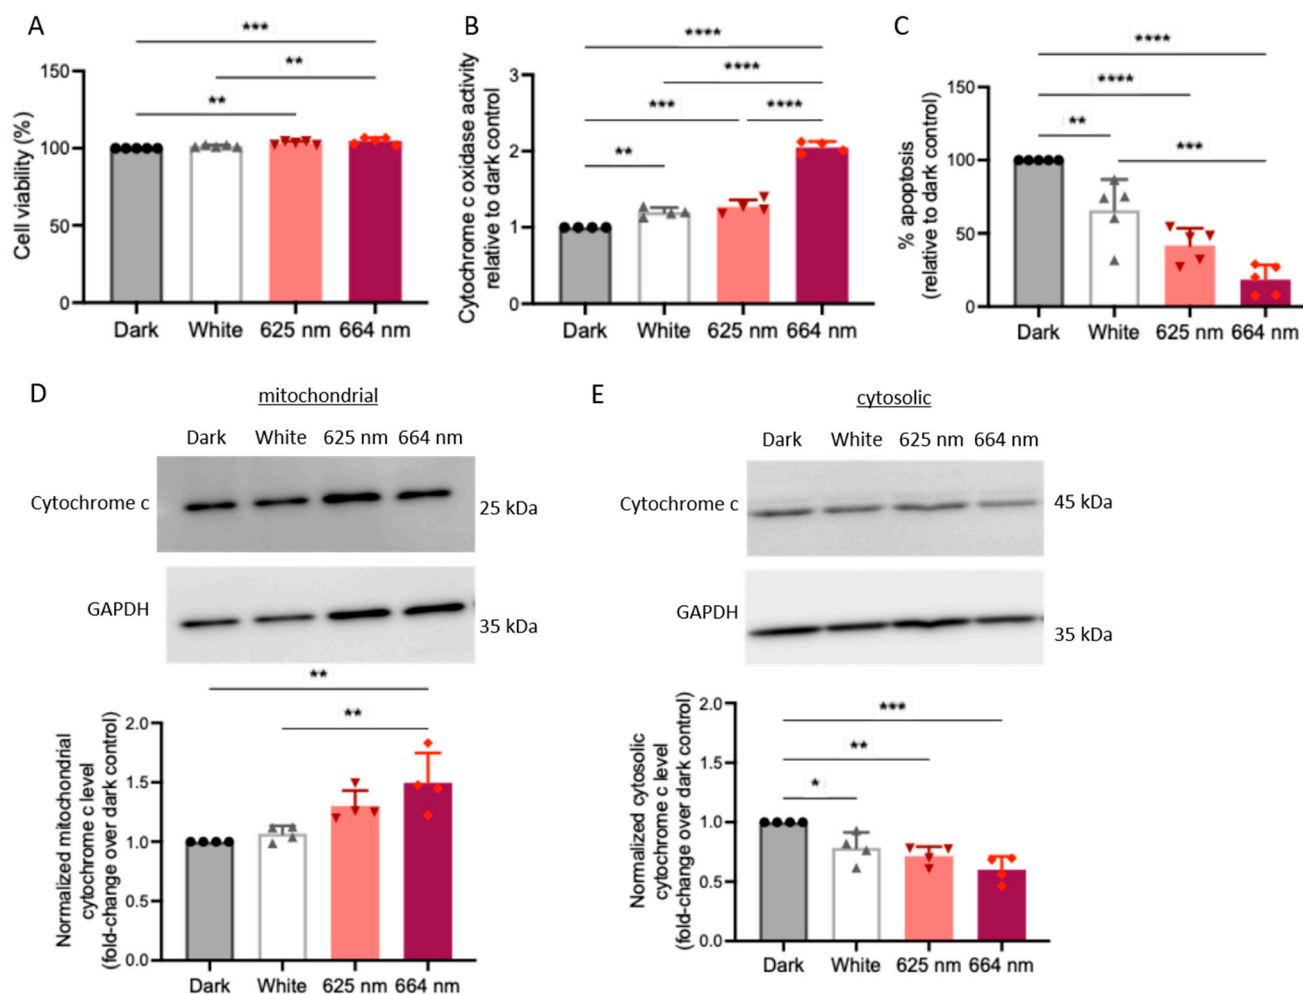 A
***
**
**
Cell viability (%)
150
100
50
0
Dark White 625 nm 664 nm
B
****
****
***
****
**
Cytochrome c oxidase activity
relative to dark control
3
2
1
0
Dark White 625 nm 664 nm
C
****
****
**
***
% apoptosis
(relative to dark control)
150
100
50
0
Dark White 625 nm 664 nm
D
mitochondrial
Dark White 625 nm 664 nm
Cytochrome c
25 kDa
GAPDH
35 kDa
**
**
Normalized mitochondrial
cytochrome c level
(fold-change over dark control)
2.0
1.5
1.0
0.5
0.0
Dark White 625 nm 664 nm
E
cytosolic
Dark White 625 nm 664 nm
Cytochrome c
45 kDa
GAPDH
35 kDa
***
**
*
Normalized cytosolic
cytochrome c level
(fold-change over dark control)
2.0
1.5
1.0
0.5
0.0
Dark White 625 nm 664 nm